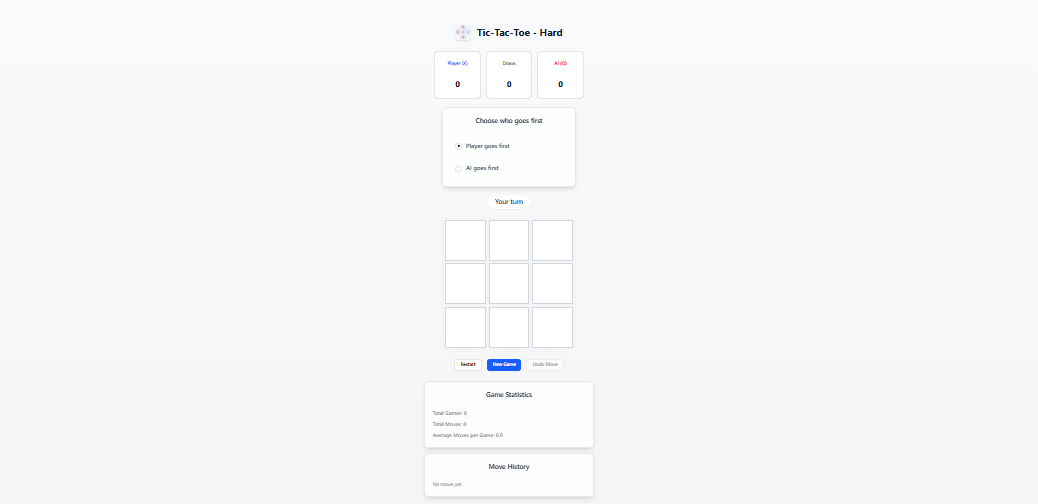 Tic-Tac-Toe - Hard
Player (X)
Draws
AI (O)
0
0
0
Choose who goes first
Player goes first
AI goes first
Your turn
Restart
New Game
Undo Move
Game Statistics
Total Games: 0
Total Moves: 0
Average Moves per Game: 0.0
Move History
No moves yet